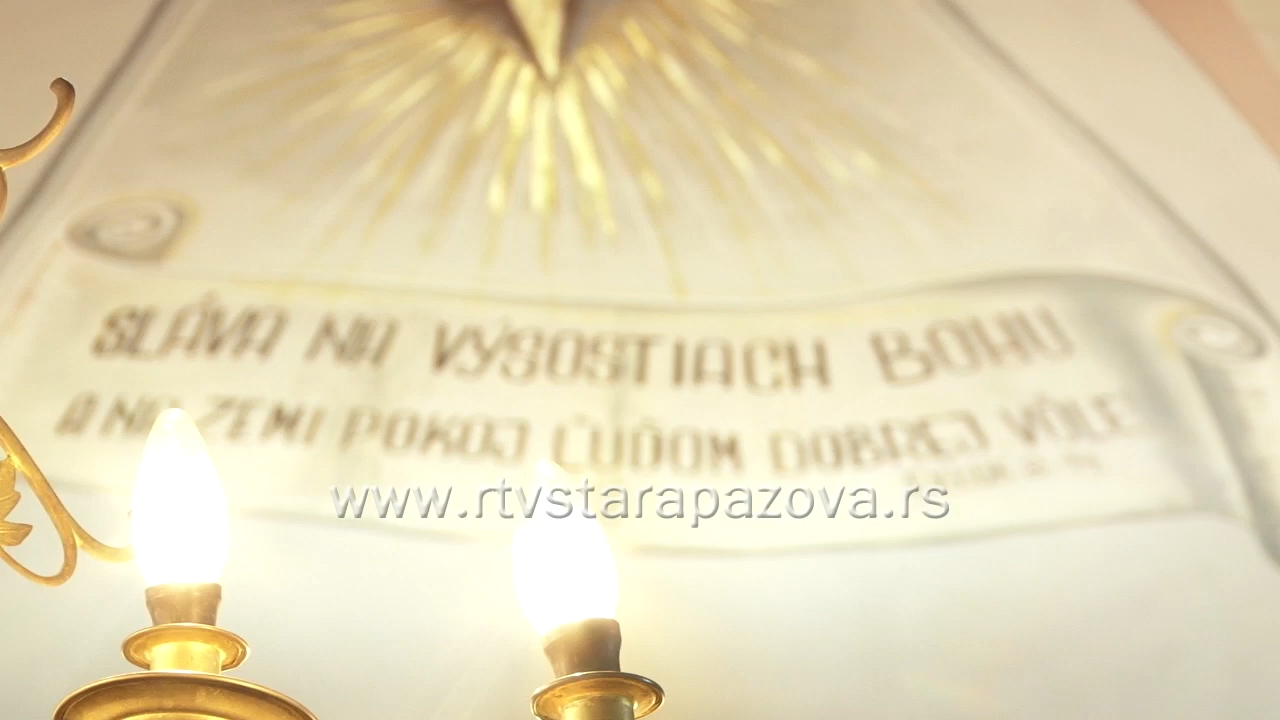 SLÁVA NA VÝSOSTIACH BOHU
A NA ZEMI POKOJ ĽUĎOM DOBREJ VÔLE
www.rtvstarapazova.rs